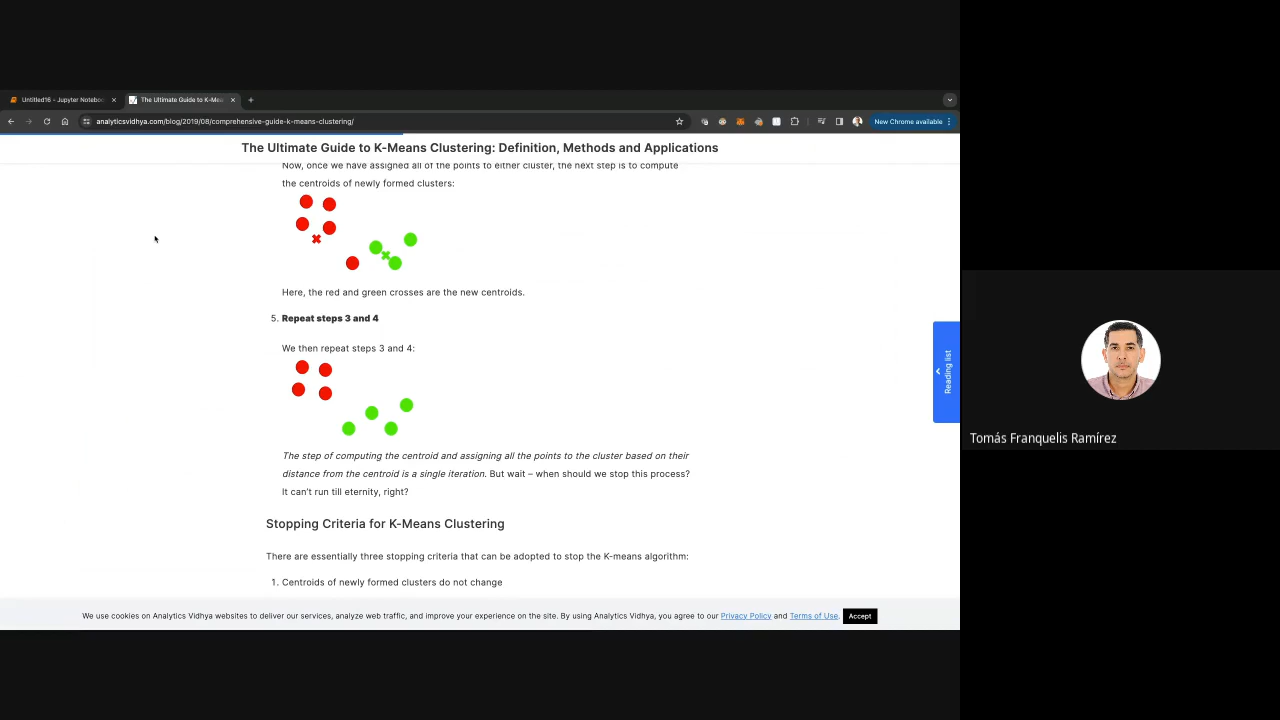 Untitled16 - Jupyter Noteboo
The Ultimate Guide to K-Mea
analyticsvidhya.com/blog/2019/08/comprehensive-guide-k-means-clustering/
New Chrome available
The Ultimate Guide to K-Means Clustering: Definition, Methods and Applications
Now, once we have assigned all of the points to either cluster, the next step is to compute
the centroids of newly formed clusters:
Here, the red and green crosses are the new centroids.
5. Repeat steps 3 and 4
We then repeat steps 3 and 4:
Reading list
Tomás Franquelis Ramírez
The step of computing the centroid and assigning all the points to the cluster based on their
distance from the centroid is a single iteration. But wait – when should we stop this process?
It can’t run till eternity, right?
Stopping Criteria for K-Means Clustering
There are essentially three stopping criteria that can be adopted to stop the K-means algorithm:
1. Centroids of newly formed clusters do not change
We use cookies on Analytics Vidhya websites to deliver our services, analyze web traffic, and improve your experience on the site. By using Analytics Vidhya, you agree to our Privacy Policy and Terms of Use. Accept